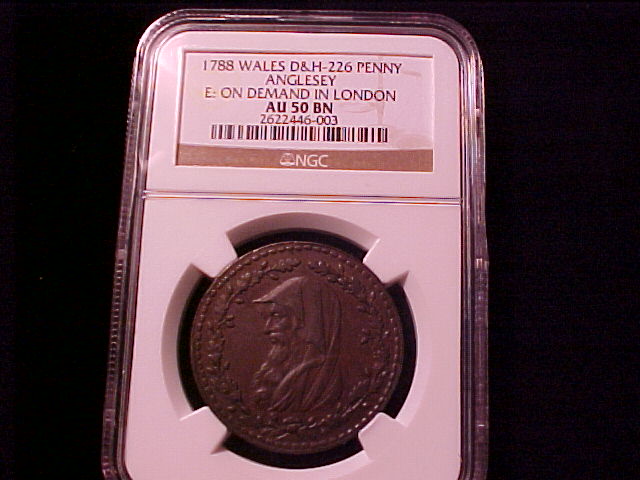 1788 WALES D&H-226 PENNY
ANGLESEY
E: ON DEMAND IN LONDON
AU 50 BN
2622446-003
NGC